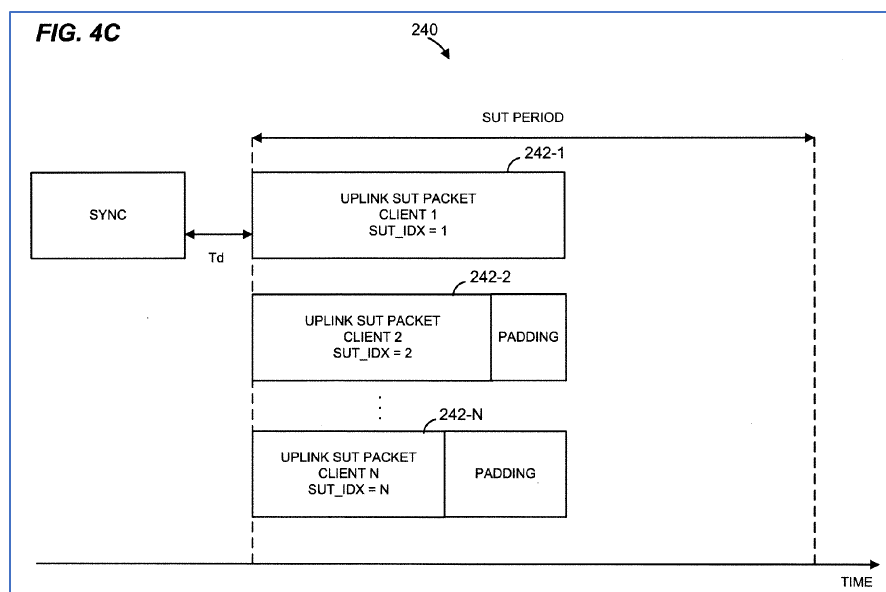 FIG. 4C
240
SUT PERIOD
242-1
SYNC
UPLINK SUT PACKET
CLIENT 1
SUT_IDX = 1
Td
242-2
UPLINK SUT PACKET
CLIENT 2
SUT_IDX = 2
PADDING
242-N
UPLINK SUT PACKET
CLIENT N
SUT_IDX = N
PADDING
TIME